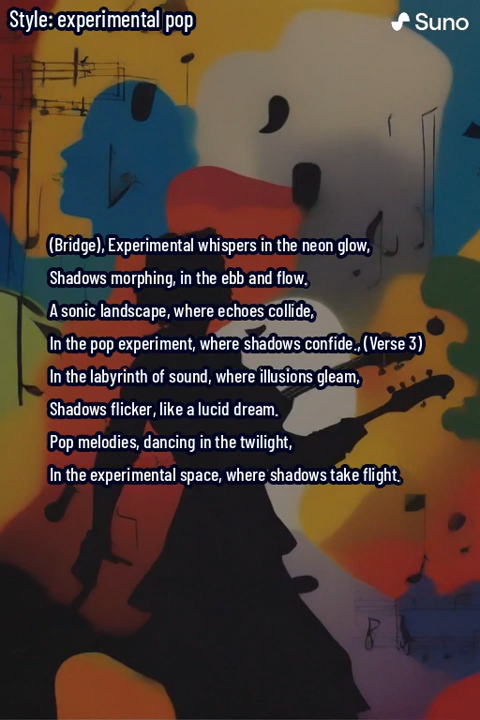 Style: experimental pop
Suno
(Bridge), Experimental whispers in the neon glow,
Shadows morphing, in the ebb and flow.
A sonic landscape, where echoes collide,
In the pop experiment, where shadows confide., (Verse 3)
In the labyrinth of sound, where illusions gleam,
Shadows flicker, like a lucid dream.
Pop melodies, dancing in the twilight,
In the experimental space, where shadows take flight.